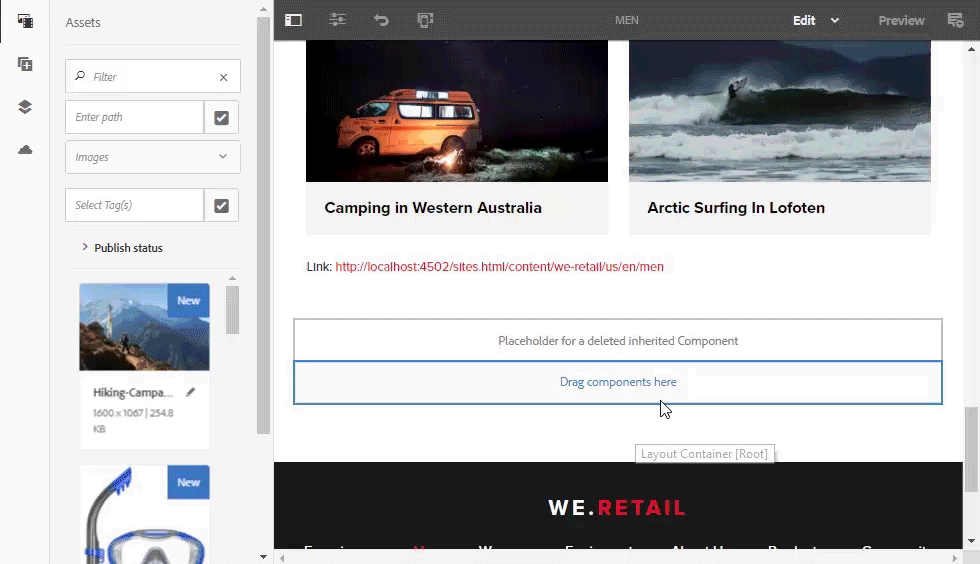 Assets
MEN
Edit
Preview
Filter
Enter path
Images
Select Tag(s)
Publish status
New
Hiking-Campa...
1600 x 1067 | 254.8
KB
New
Camping in Western Australia
Arctic Surfing In Lofoten
Link: http://localhost:4502/sites.html/content/we-retail/us/en/men
Placeholder for a deleted inherited Component
Drag components here
Layout Container [Root]
WE.RETAIL